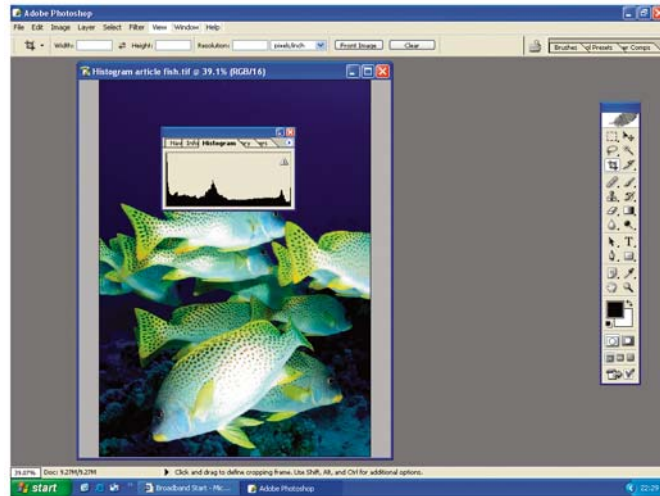 Adobe Photoshop
File Edit Image Layer Select Filter View Window Help
Width: Height: Resolution: pixels/inch Front Image Clear
Brushes Presets Comps
Histogram article fish.tif @ 39.1% (RGB/16)
Info Histogram
T
39.07% Doc: 9.27M/9.27M Click and drag to define cropping frame. Use Shift, Alt, and Ctrl for additional options.
start Broadband Start - Mic... Adobe Photoshop 22:29